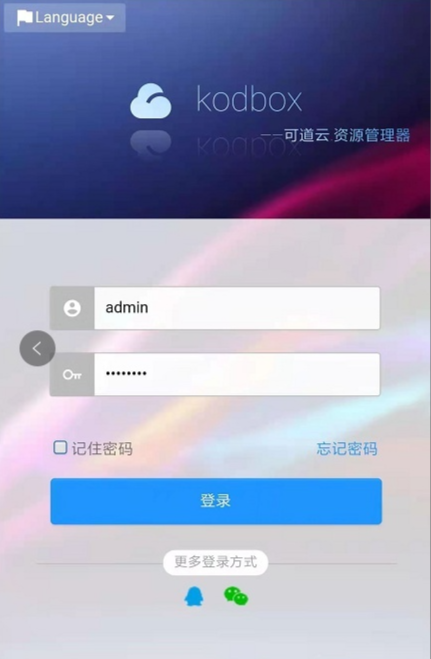 Language
kodbox
——可道云 资源管理器
admin
••••••••
记住密码
忘记密码
登录
更多登录方式